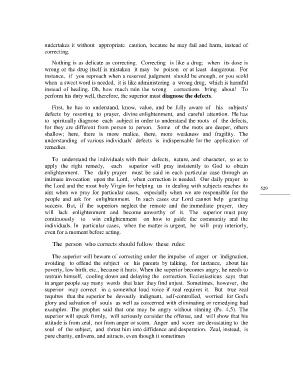 undertakes it without appropriate caution, because he may fail and harm, instead of
correcting.
Nothing is as delicate as correcting. Correcting is like a drug; when its dose is
wrong or the drug itself is mistaken it may be poison or at least dangerous. For
instance, if you reproach when a reserved judgment should be enough, or you scold
when a sweet word is needed, it is like administering a wrong drug, which is harmful
instead of healing. Oh, how much ruin the wrong corrections bring about! To
perform his duty well, therefore, the superior must diagnose the defects.
First, he has to understand, know, value, and be fully aware of his subjects'
defects by resorting to prayer, divine enlightenment, and careful attention. He has
to spiritually diagnose each subject in order to understand the roots of the defects,
for they are different from person to person. Some of the roots are deeper, others
shallow; here, there is more malice, there, more weakness and fragility. The
understanding of various individuals' defects is indispensable for the application of
remedies.
To understand the individuals with their defects, nature, and character, so as to
apply the right remedy, each superior will pray insistently to God to obtain
enlightenment. The daily prayer must be said in each particular case through an
intimate invocation upon the Lord, when correction is needed. Our daily prayer to
the Lord and the most holy Virgin for helping us in dealing with subjects reaches its
aim when we pray for particular cases, especially when we are responsible for the
people and ask for enlightenment. In such cases our Lord cannot help granting
success. But, if the superiors neglect the remote and the immediate prayer, they
will lack enlightenment and become unworthy of it. The superior must pray
continuously to win enlightenment on how to guide the community and the
individuals. In particular cases, when the matter is urgent, he will pray interiorly,
even for a moment before acting.
529
The person who corrects should follow these rules:
The superior will beware of correcting under the impulse of anger or indignation,
avoiding to offend the subject or his parents by talking, for instance, about his
poverty, low birth etc., because it hurts. When the superior becomes angry, he needs to
restrain himself, cooling down and delaying the correction. Ecclesiasticus says that
in anger people say many words that later they find unjust. Sometimes, however, the
superior may correct in a somewhat loud voice if zeal requires it. But true zeal
requires that the superior be devoutly malignant, self-controlled, worried for God's
glory and salvation of souls as well as concerned with eliminating or remedying bad
examples. The prophet said that one may be angry without sinning (Ps. 4,5). The
superior will speak firmly, will seriously consider the offense, and will show that his
attitude is from zeal, not from anger or scorn. Anger and scorn are devastating to the
soul of the subject, and thrust him into diffidence and desperation. Zeal, instead, is
pure charity, enlivens, and attracts, even though it sometimes